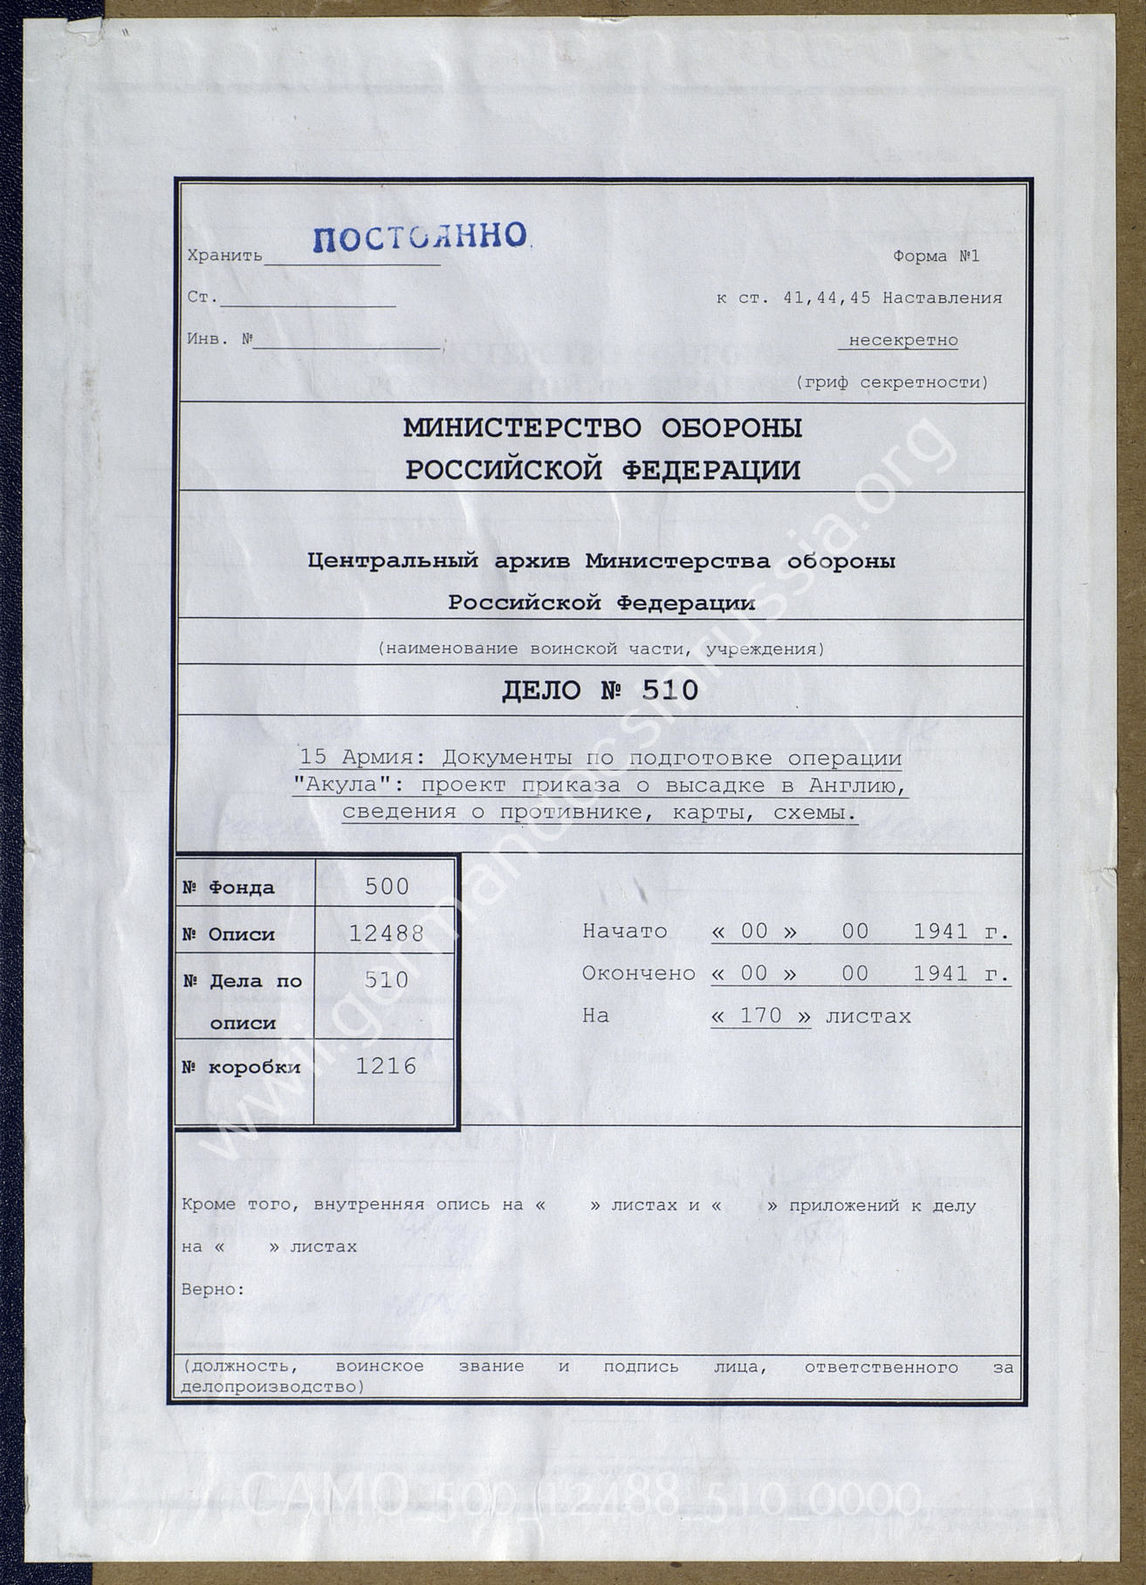 Хранить ПОСТОЯННО
Форма №1
Ст.
к ст. 41,44,45 Наставления
Инв. №
несекретно
(гриф секретности)
МИНИСТЕРСТВО ОБОРОНЫ
РОССИЙСКОЙ ФЕДЕРАЦИИ
Центральный архив Министерства обороны
Российской Федерации
(наименование воинской части, учреждения)
ДЕЛО № 510
15 Армия: Документы по подготовке операции
"Акула": проект приказа о высадке в Англию,
сведения о противнике, карты, схемы.
№ Фонда 500
№ Описи 12488
№ Дела по 510
описи
№ коробки 1216
Начато « 00 » 00 1941 г.
Окончено « 00 » 00 1941 г.
На « 170 » листах
Кроме того, внутренняя опись на « » листах и « » приложений к делу
на « » листах
Верно:
(должность, воинское звание и подпись лица, ответственного за
делопроизводство)
wwii.germandocsinrussia.org
CAMO_500_12488_510_0000